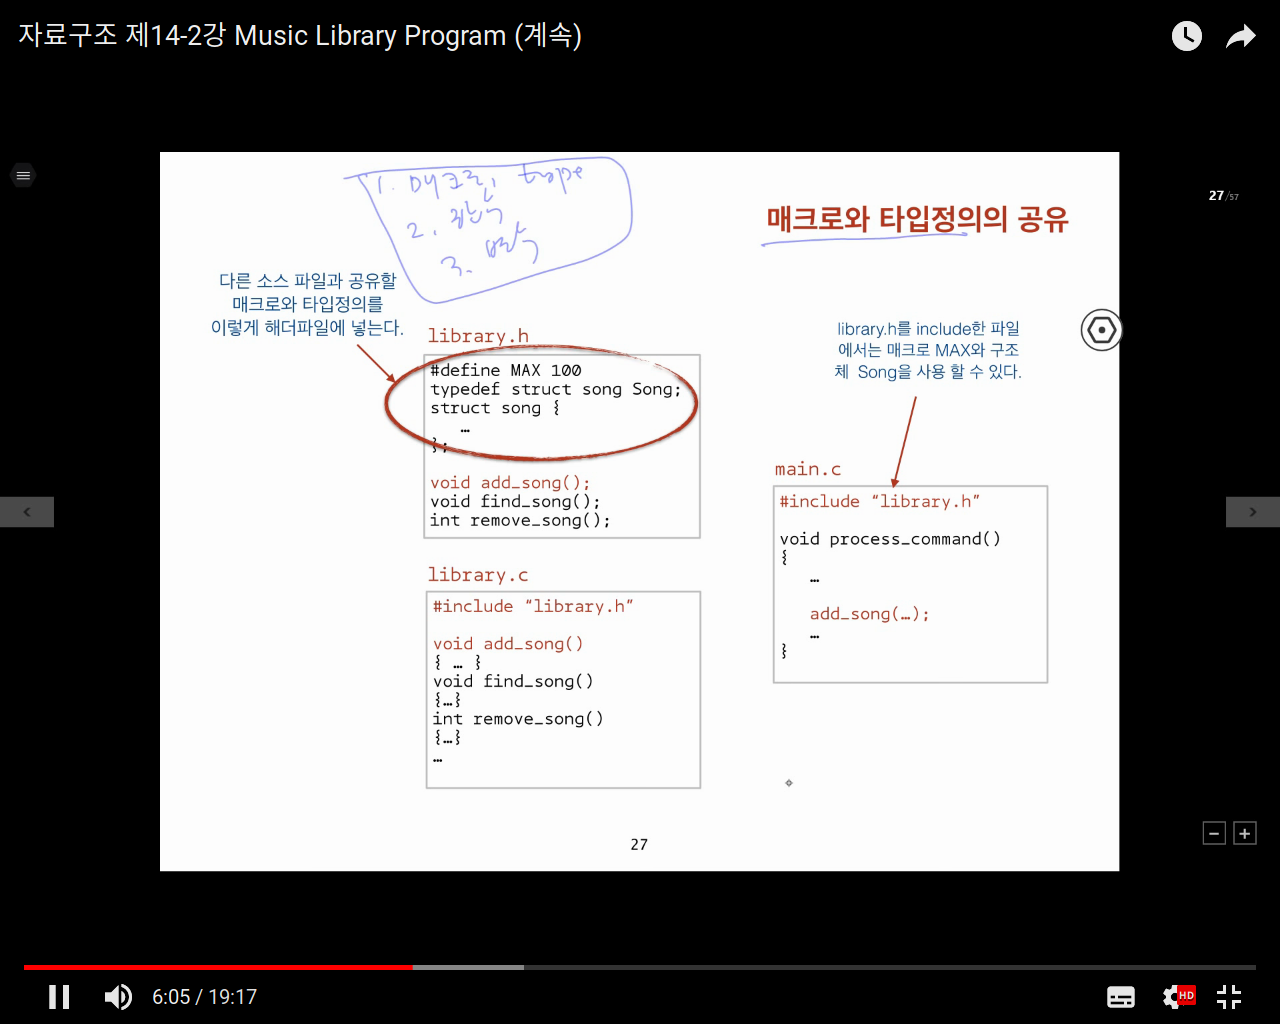 자료구조 제14-2강 Music Library Program (계속)
27/57
1. 매크로, type
2. 함수
3. 변수
매크로와 타입정의의 공유
다른 소스 파일과 공유할
매크로와 타입정의를
이렇게 해더파일에 넣는다.
library.h
#define MAX 100
typedef struct song Song;
struct song {
…
};
void add_song();
void find_song();
int remove_song();
library.c
#include “library.h”
void add_song()
{ … }
void find_song()
{…}
int remove_song()
{…}
…
library.h를 include한 파일
에서는 매크로 MAX와 구조
체 Song을 사용 할 수 있다.
main.c
#include “library.h”
void process_command()
{
…
add_song(…);
…
}
27
6:05 / 19:17
HD